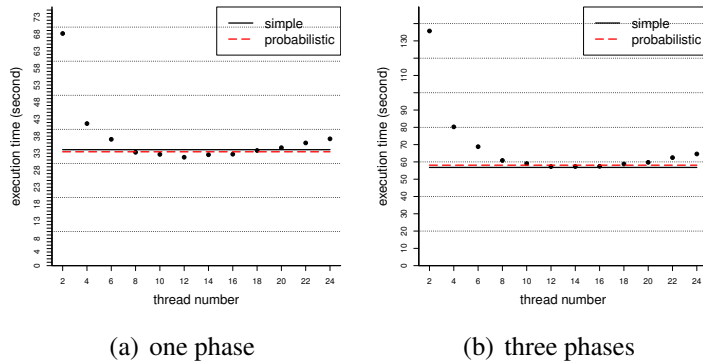 simple
probabilistic
execution time (second)
73
68
63
58
53
48
43
38
33
28
23
18
13
8
4
0
2 4 6 8 10 12 14 16 18 20 22 24
thread number
(a) one phase
simple
probabilistic
execution time (second)
130
110
90
80
70
60
50
40
30
20
10
0
2 4 6 8 10 12 14 16 18 20 22 24
thread number
(b) three phases